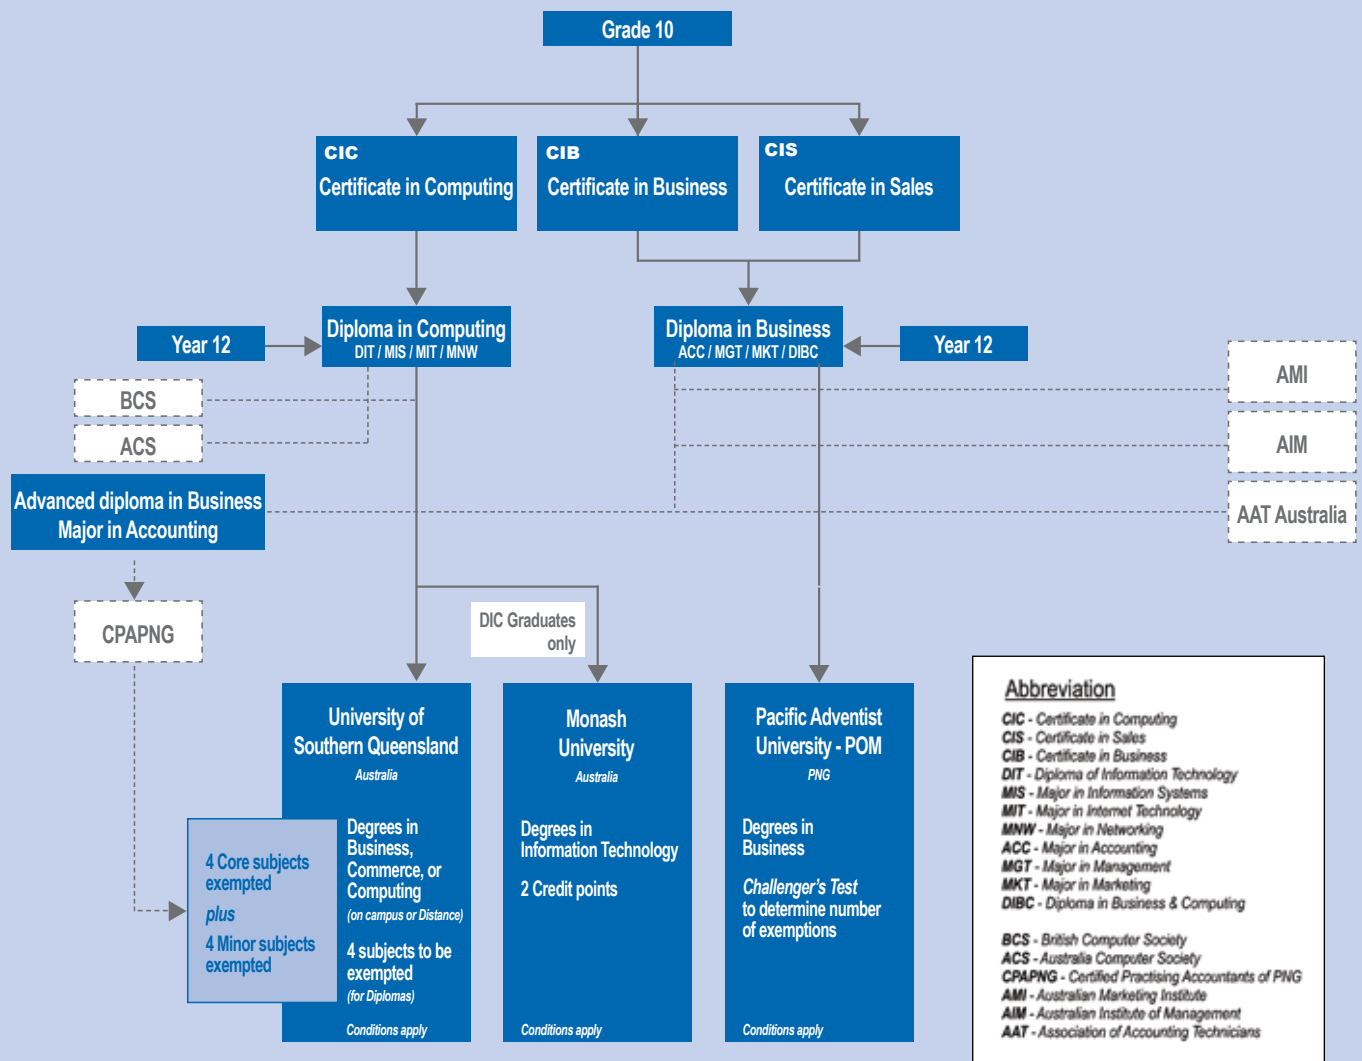 Grade 10
CIC
Certificate in Computing
CIB
Certificate in Business
CIS
Certificate in Sales
Year 12
Diploma in Computing
DIT / MIS / MIT / MNW
Diploma in Business
ACC / MGT / MKT / DIBC
Year 12
BCS
ACS
AMI
AIM
AAT Australia
Advanced diploma in Business
Major in Accounting
CPAPNG
DIC Graduates
only
University of
Southern Queensland
Australia
Degrees in
Business,
Commerce, or
Computing
(on campus or Distance)
4 subjects to be
exempted
(for Diplomas)
Conditions apply
4 Core subjects
exempted
plus
4 Minor subjects
exempted
Monash
University
Australia
Degrees in
Information Technology
2 Credit points
Conditions apply
Pacific Adventist
University - POM
PNG
Degrees in
Business
Challenger's Test
to determine number
of exemptions
Conditions apply
Abbreviation
CIC - Certificate in Computing
CIS - Certificate in Sales
CIB - Certificate in Business
DIT - Diploma of Information Technology
MIS - Major in Information Systems
MIT - Major in Internet Technology
MNW - Major in Networking
ACC - Major in Accounting
MGT - Major in Management
MKT - Major in Marketing
DIBC - Diploma in Business & Computing
BCS - British Computer Society
ACS - Australia Computer Society
CPAPNG - Certified Practising Accountants of PNG
AMI - Australian Marketing Institute
AIM - Australian Institute of Management
AAT - Association of Accounting Technicians